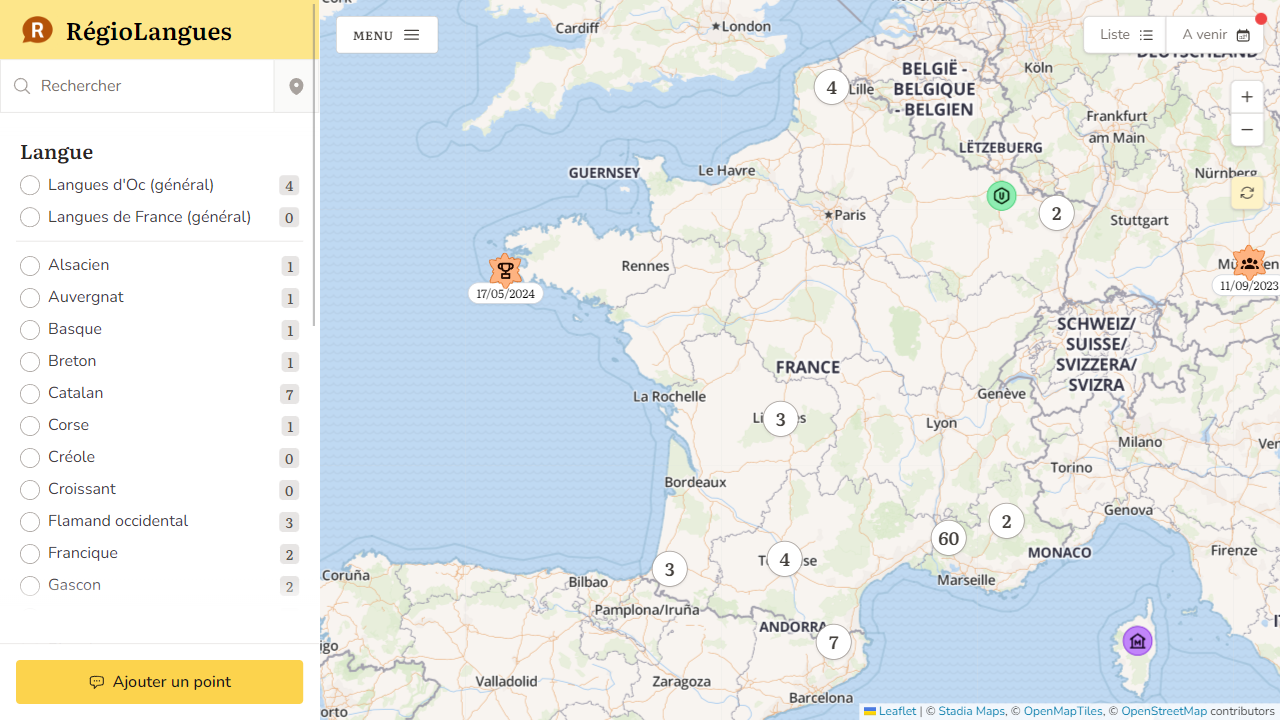 RégioLangues
Rechercher
Langue
Langues d'Oc (général) 4
Langues de France (général) 0
Alsacien 1
Auvergnat 1
Basque 1
Breton 1
Catalan 7
Corse 1
Créole 0
Croissant 0
Flamand occidental 3
Francique 2
Gascon 2
Ajouter un point
MENU
Liste
A venir
+
−
Cardiff
London
Lille
4
BELGIË -
BELGIQUE
- BELGIEN
Köln
DEUTSCHLAND
Frankfurt
am Main
LËTZEBUERG
Nürnberg
GUERNSEY
Le Havre
Paris
2
Stuttgart
17/05/2024
Rennes
11/09/2023
SCHWEIZ/
SUISSE/
SVIZZERA/
SVIZRA
FRANCE
La Rochelle
Genève
3
Lyon
Milano
Torino
Bordeaux
Genova
2
60
MONACO
Firenze
4
3
Marseille
Coruña
Bilbao
Pamplona/Iruña
ANDORRA
7
Valladolid
Zaragoza
Barcelona
Leaflet | © Stadia Maps, © OpenMapTiles, © OpenStreetMap contributors